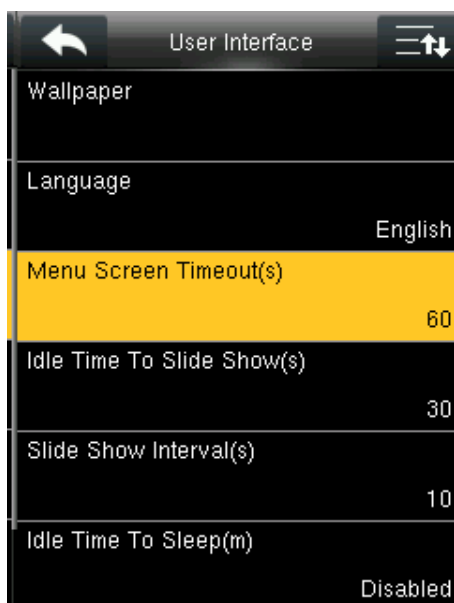 User Interface
Wallpaper
Language
English
Menu Screen Timeout(s)
60
Idle Time To Slide Show(s)
30
Slide Show Interval(s)
10
Idle Time To Sleep(m)
Disabled